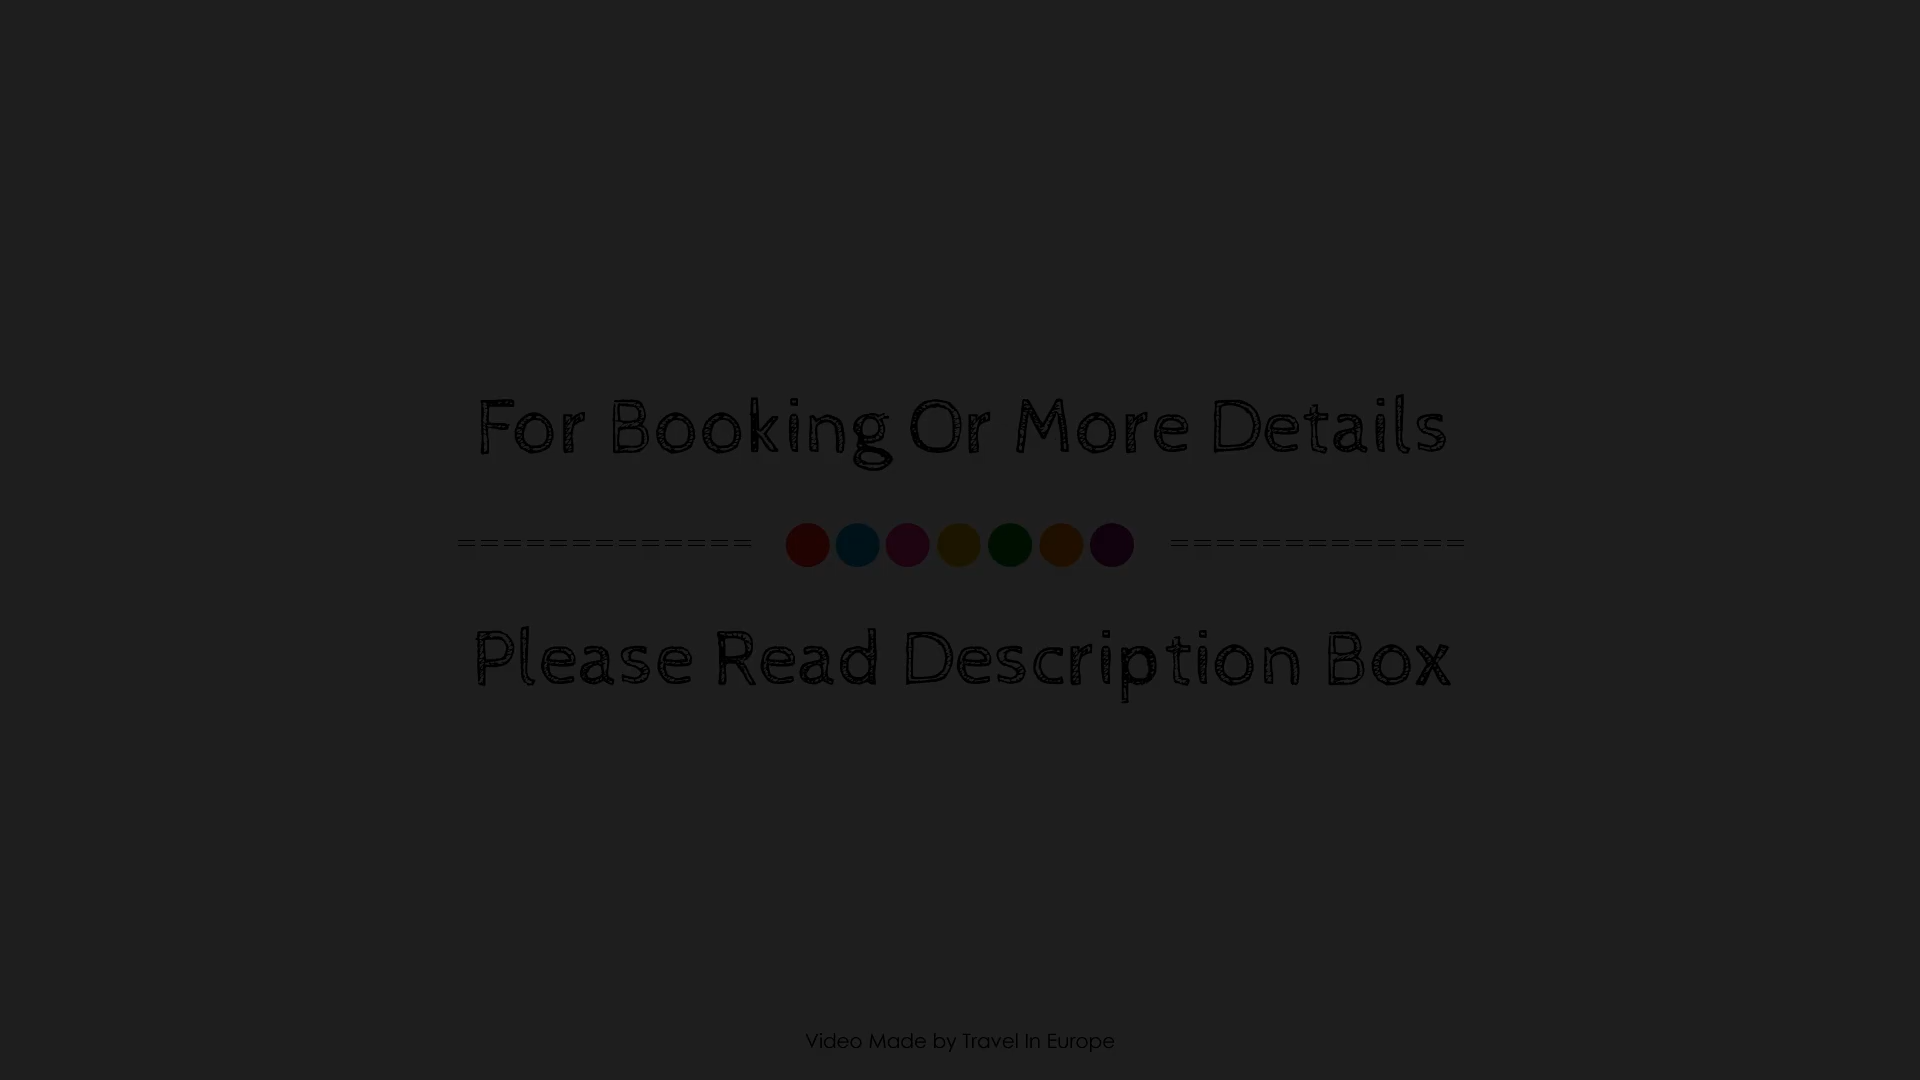 For Booking Or More Details
============= =============
Please Read Description Box
Video Made by Travel In Europe